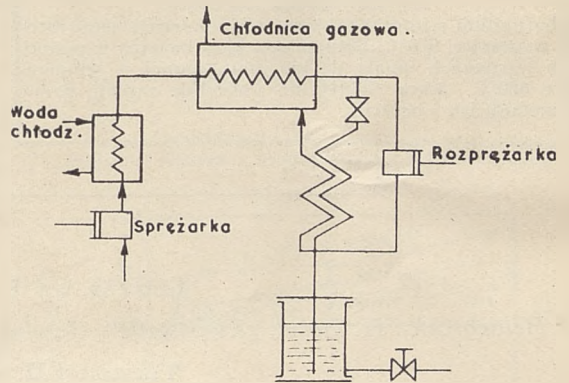 Chłodnica gazowa.
Woda
chłodz.
Rozprężarka
Sprężarka